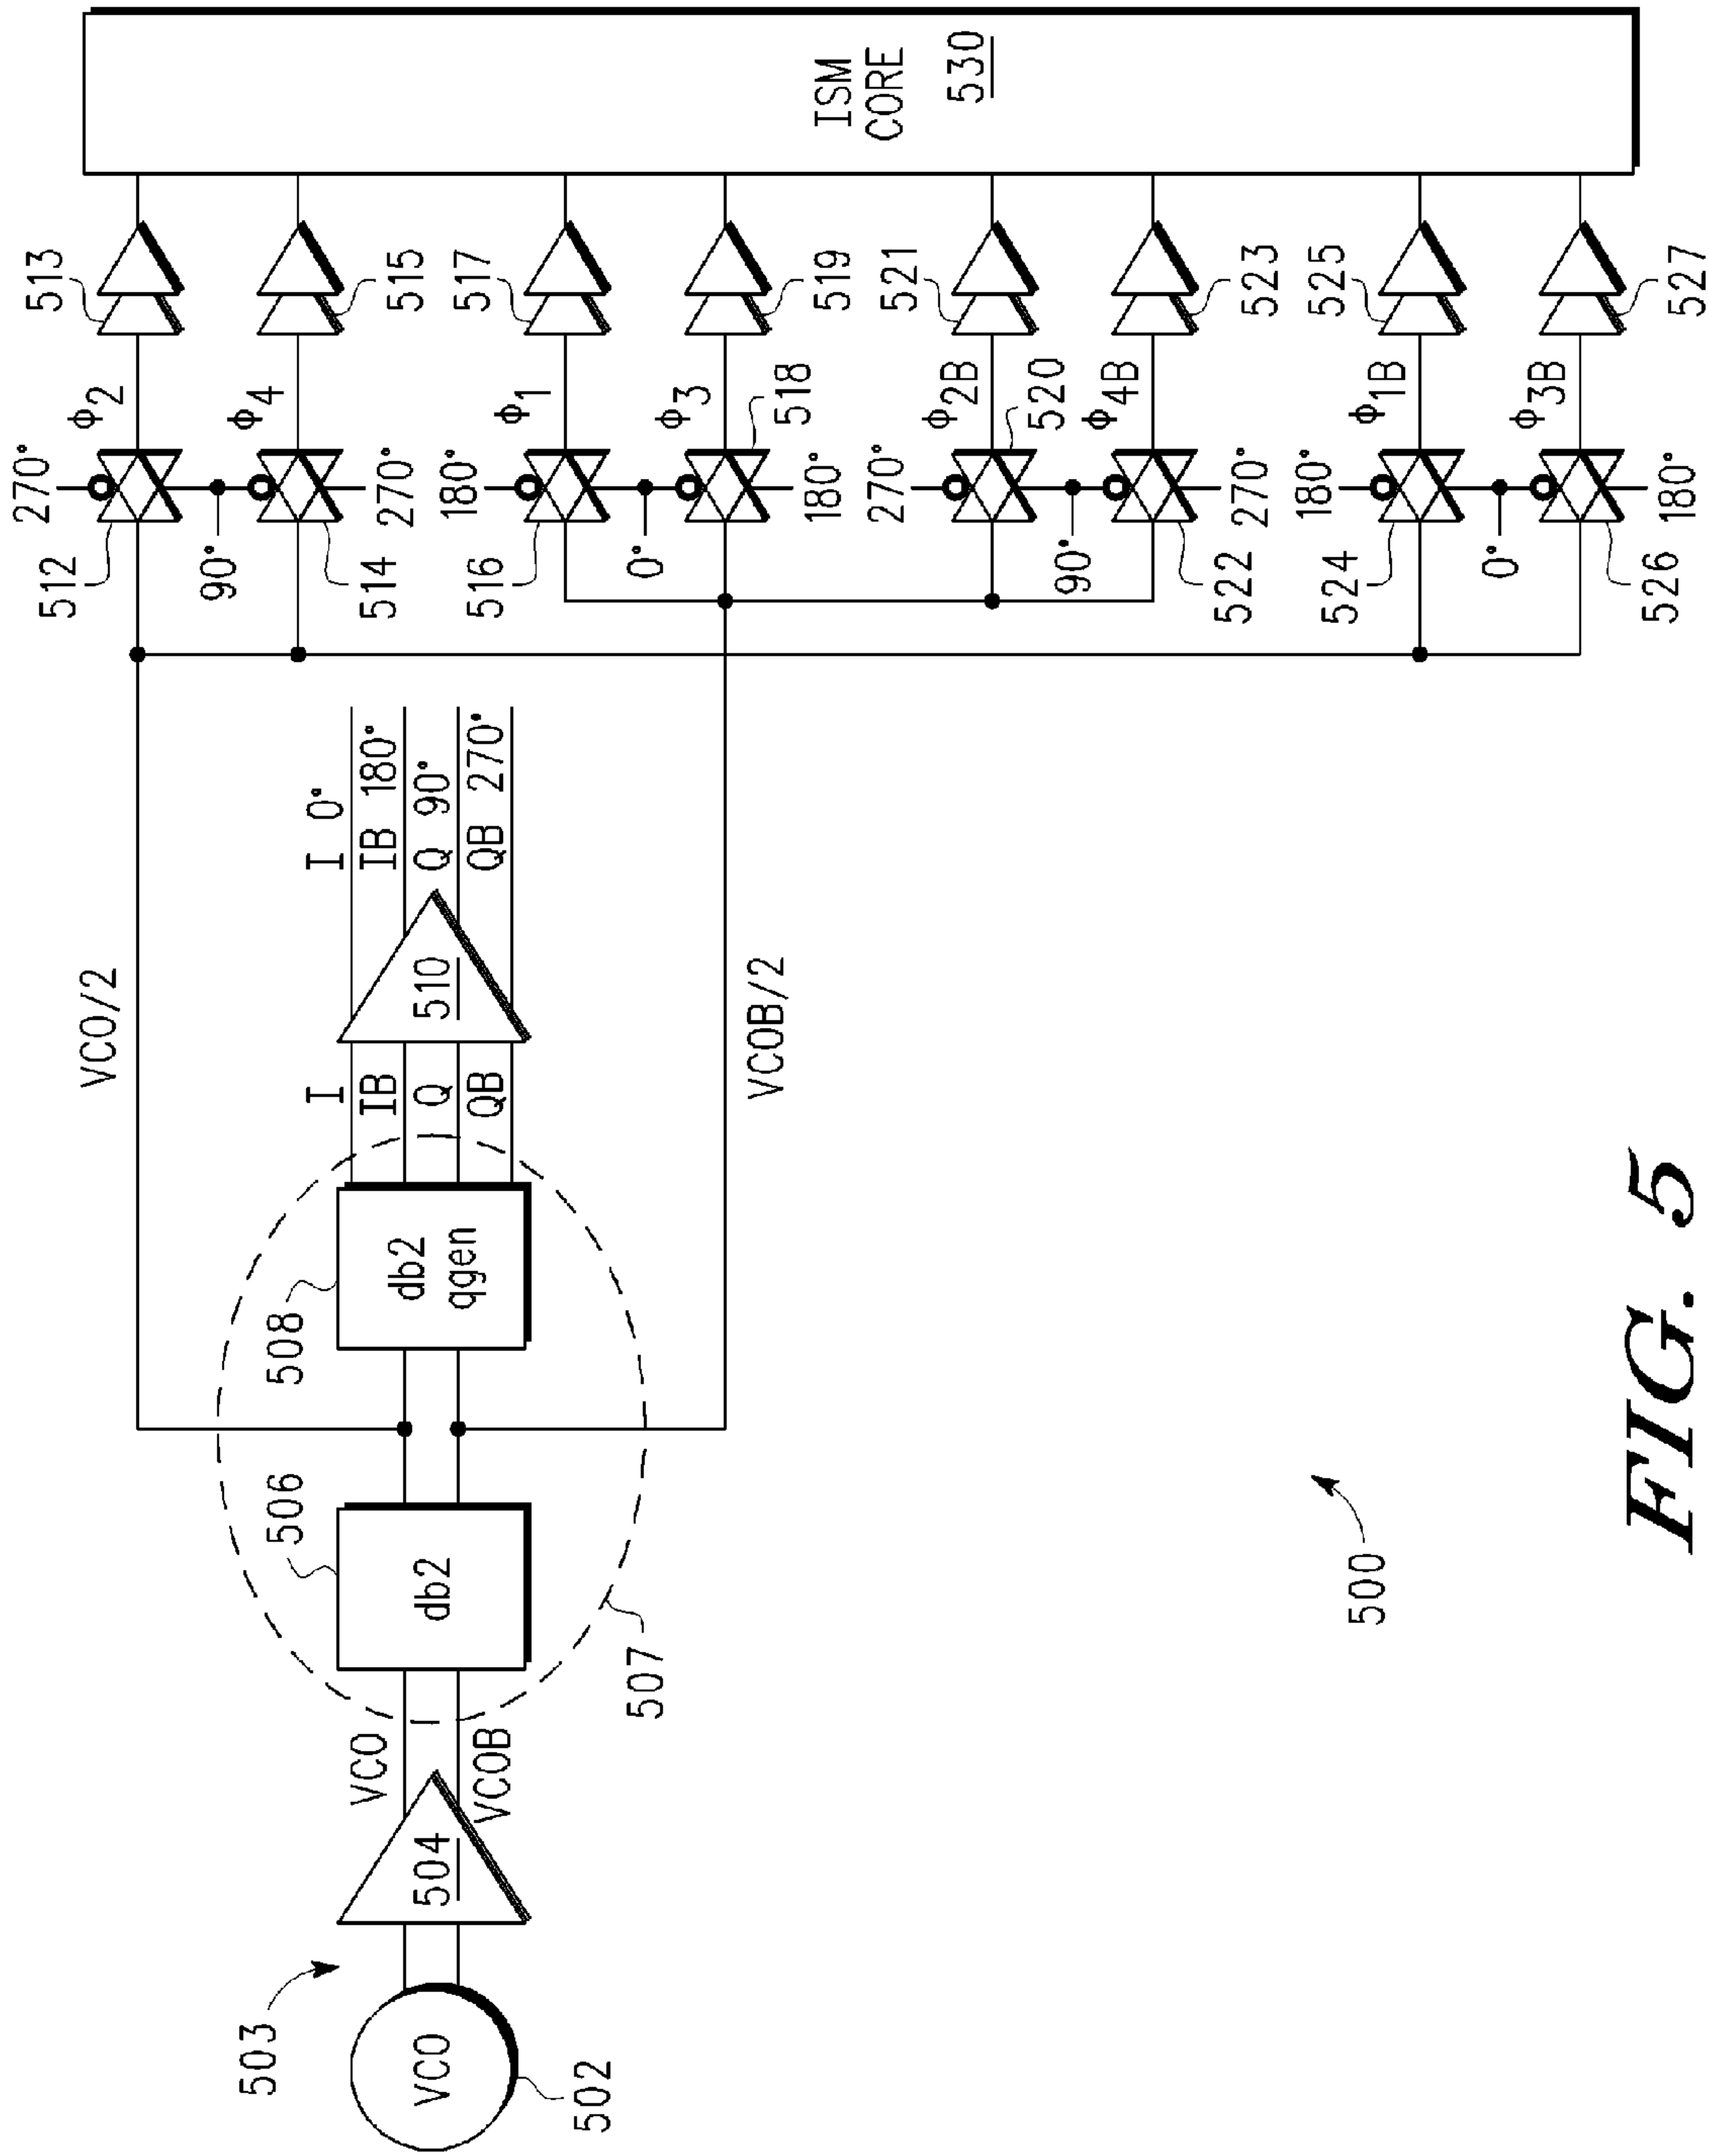 503
VCO
502
504
VCO
VCOB
507
506
db2
508
db2
qgen
I
IB
Q
QB
510
I 0°
IB 180°
Q 90°
QB 270°
VCO/2
VCOB/2
270°
512
ϕ2
513
90°
514
ϕ4
515
270°
180°
516
ϕ1
517
0°
ϕ3
518
519
180°
270°
ϕ2B
520
521
90°
522
ϕ4B
523
270°
180°
524
ϕ1B
525
0°
526
ϕ3B
527
180°
ISM
CORE
530
500
FIG. 5